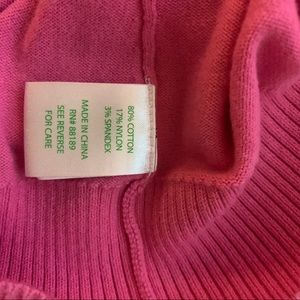 80% COTTON
17% NYLON
3% SPANDEX
MADE IN CHINA
RN# 88189
SEE REVERSE
FOR CARE